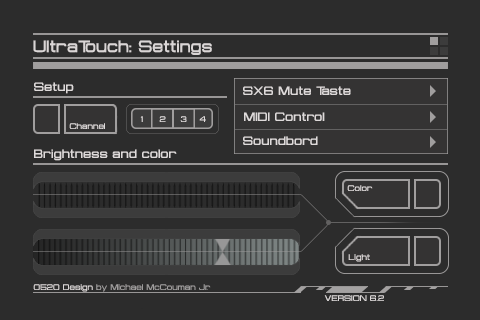 UltraTouch: Settings
Setup
Channel
1 2 3 4
SX6 Mute Taste
MIDI Control
Soundbord
Brightness and color
Color
Light
0620 Design by Michael McCouman Jr
VERSION 6.2